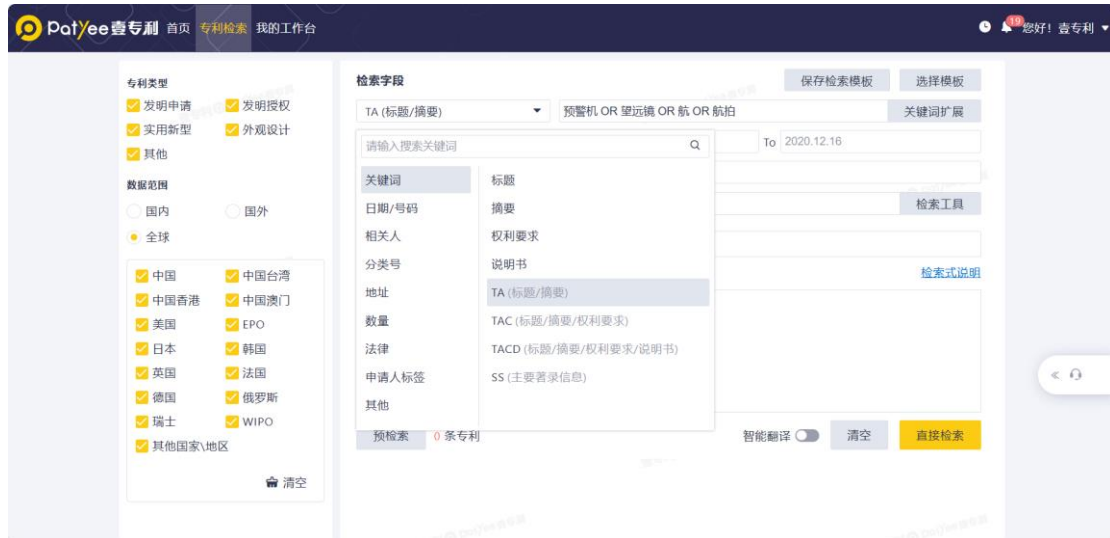 PatYee壹专利 首页 专利检索 我的工作台 19 您好！壹专利
专利类型
发明申请 发明授权
实用新型 外观设计
其他
数据范围
国内 国外
全球
中国 中国台湾
中国香港 中国澳门
美国 EPO
日本 韩国
英国 法国
德国 俄罗斯
瑞士 WIPO
其他国家\地区
清空
检索字段 保存检索模板 选择模板
TA (标题/摘要) 预警机 OR 望远镜 OR 航 OR 航拍 关键词扩展
请输入搜索关键词 To 2020.12.16
关键词 标题
日期/号码 摘要 检索工具
相关人 权利要求
分类号 说明书 检索式说明
地址 TA (标题/摘要)
数量 TAC (标题/摘要/权利要求)
法律 TACD (标题/摘要/权利要求/说明书)
申请人标签 SS (主要著录信息)
其他
预检索 0 条专利 智能翻译 清空 直接检索